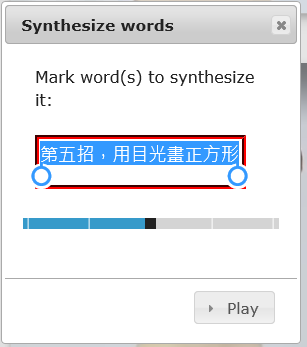 Synthesize words
Mark word(s) to synthesize
it:
第五招，用目光畫正方形
Play